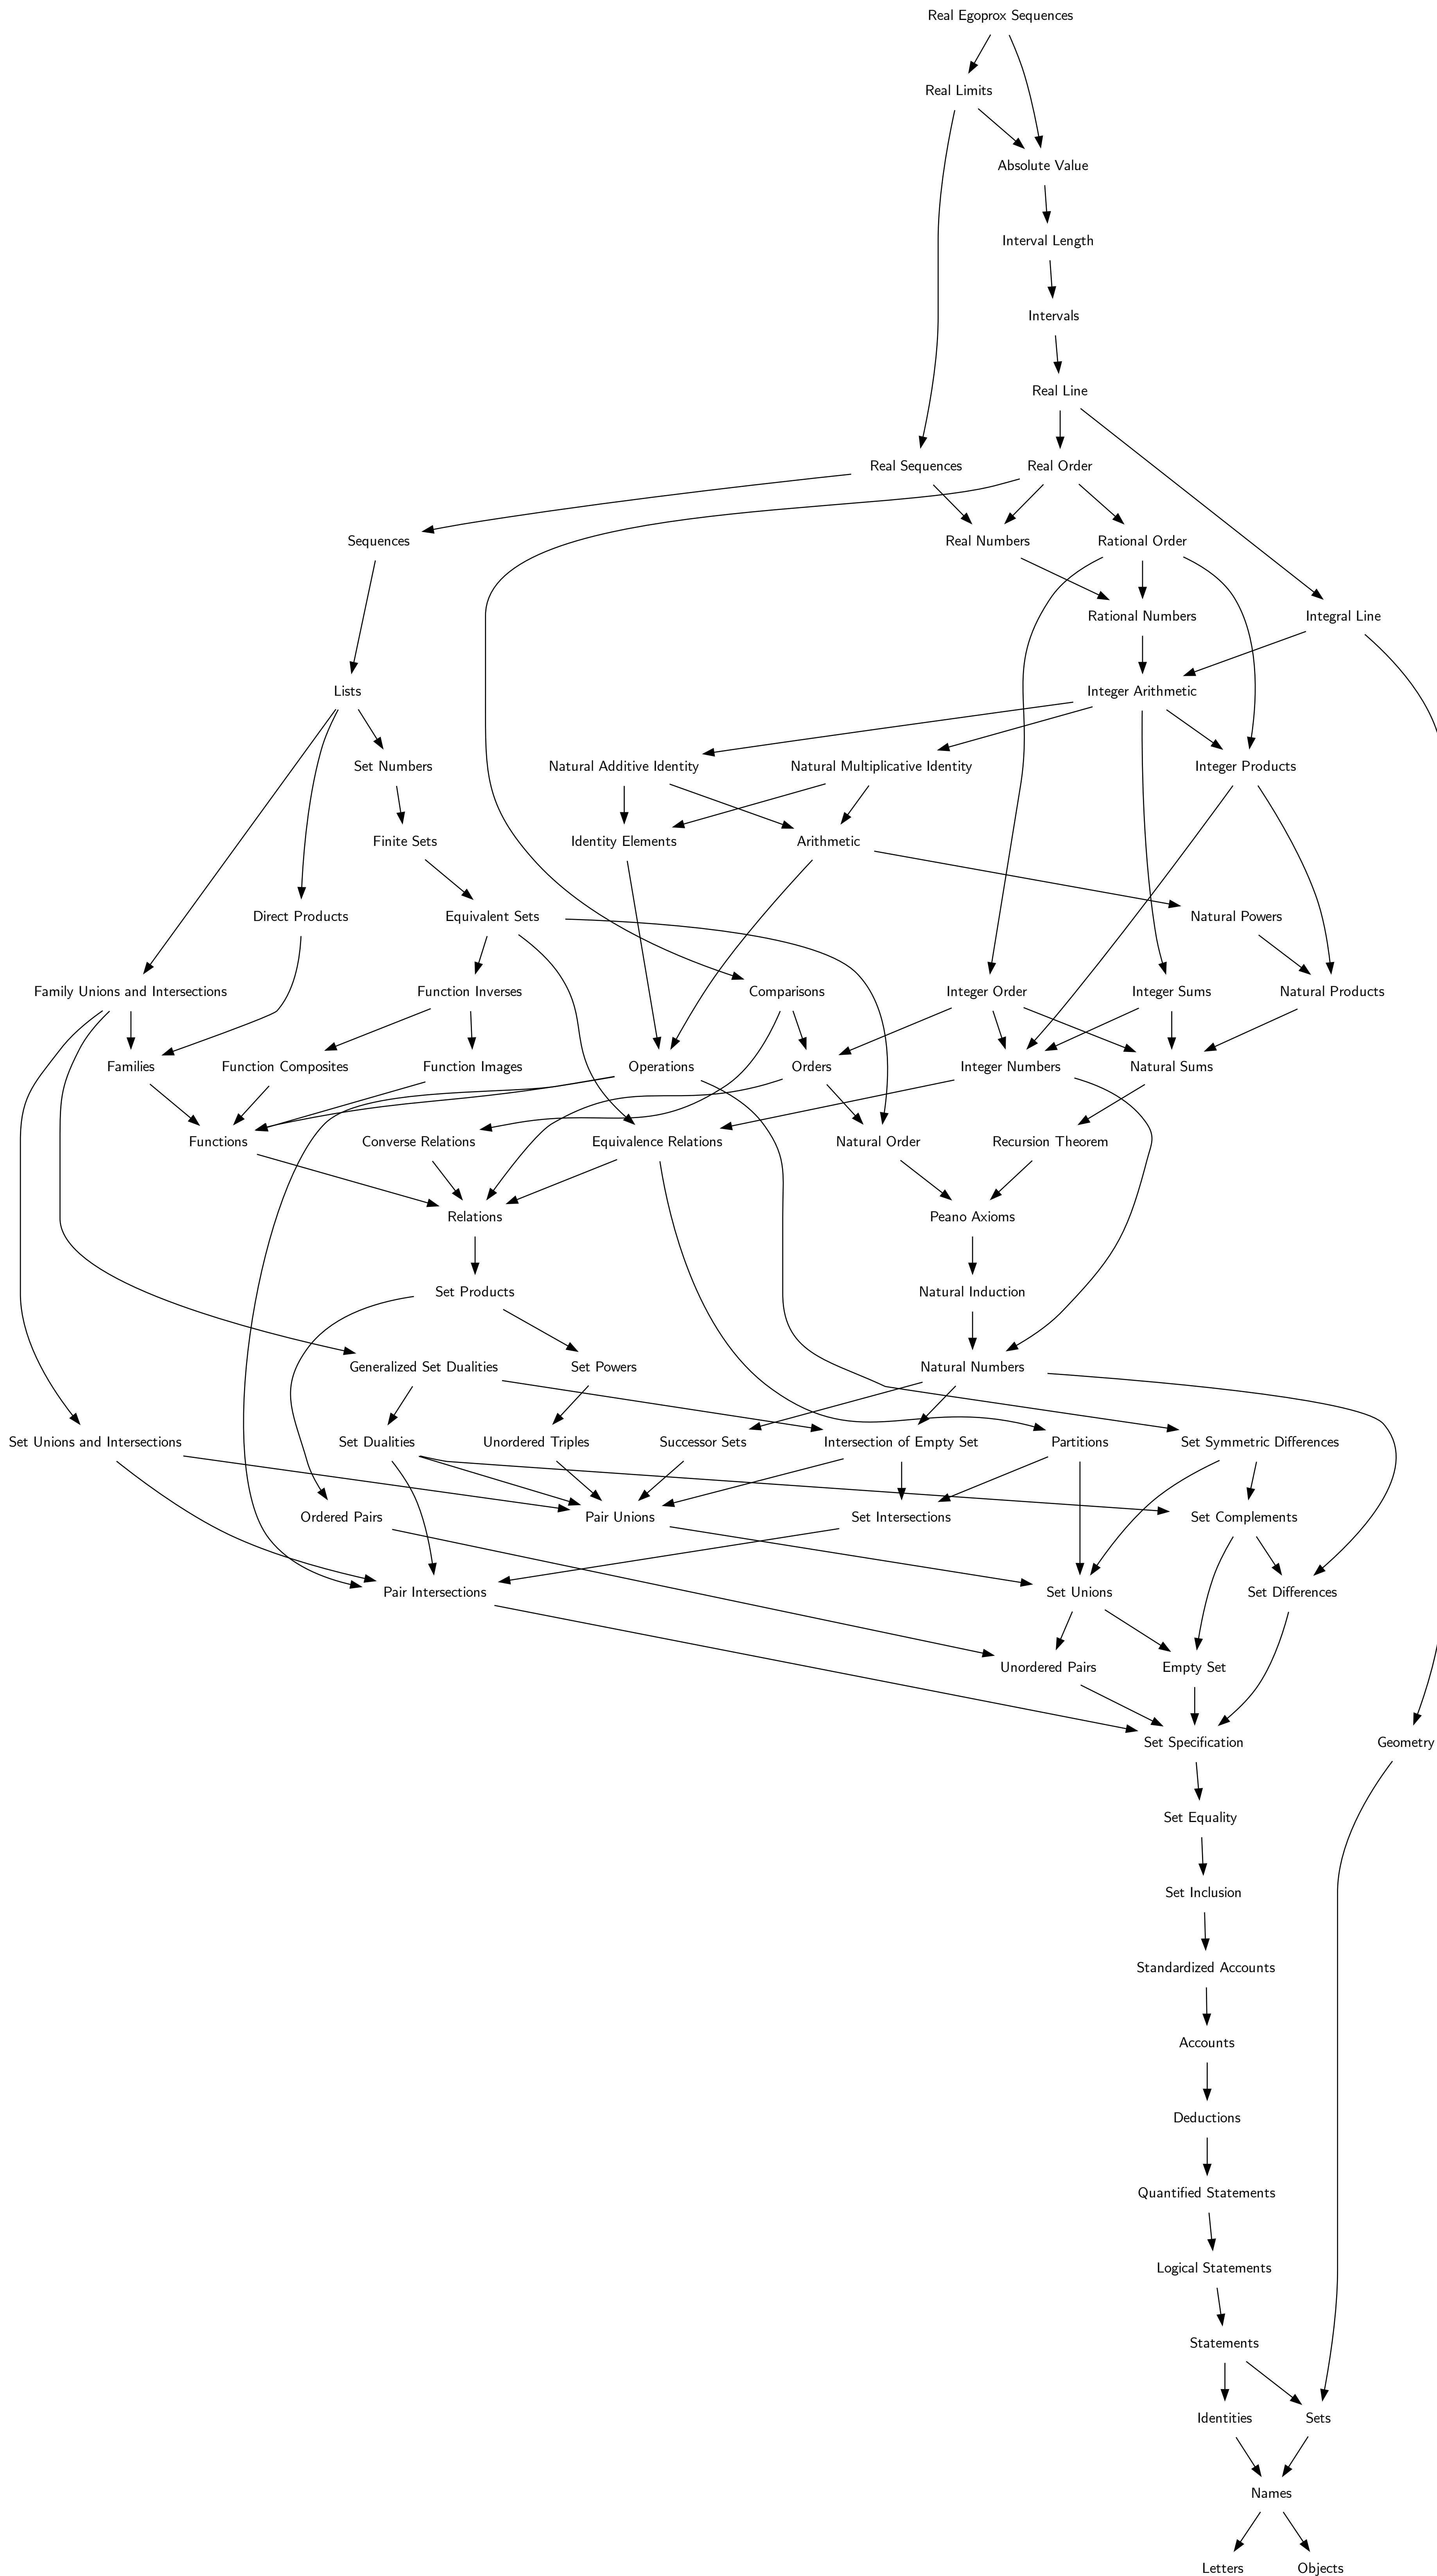 Real Egoprox Sequences
Real Limits
Absolute Value
Interval Length
Intervals
Real Line
Real Sequences
Real Order
Sequences
Real Numbers
Rational Order
Rational Numbers
Integral Line
Lists
Integer Arithmetic
Set Numbers
Natural Additive Identity
Natural Multiplicative Identity
Integer Products
Finite Sets
Identity Elements
Arithmetic
Direct Products
Equivalent Sets
Natural Powers
Family Unions and Intersections
Function Inverses
Comparisons
Integer Order
Integer Sums
Natural Products
Families
Function Composites
Function Images
Operations
Orders
Integer Numbers
Natural Sums
Functions
Converse Relations
Equivalence Relations
Natural Order
Recursion Theorem
Relations
Peano Axioms
Set Products
Natural Induction
Generalized Set Dualities
Set Powers
Natural Numbers
Set Unions and Intersections
Set Dualities
Unordered Triples
Successor Sets
Intersection of Empty Set
Partitions
Set Symmetric Differences
Ordered Pairs
Pair Unions
Set Intersections
Set Complements
Pair Intersections
Set Unions
Set Differences
Unordered Pairs
Empty Set
Set Specification
Geometry
Set Equality
Set Inclusion
Standardized Accounts
Accounts
Deductions
Quantified Statements
Logical Statements
Statements
Identities
Sets
Names
Letters
Objects